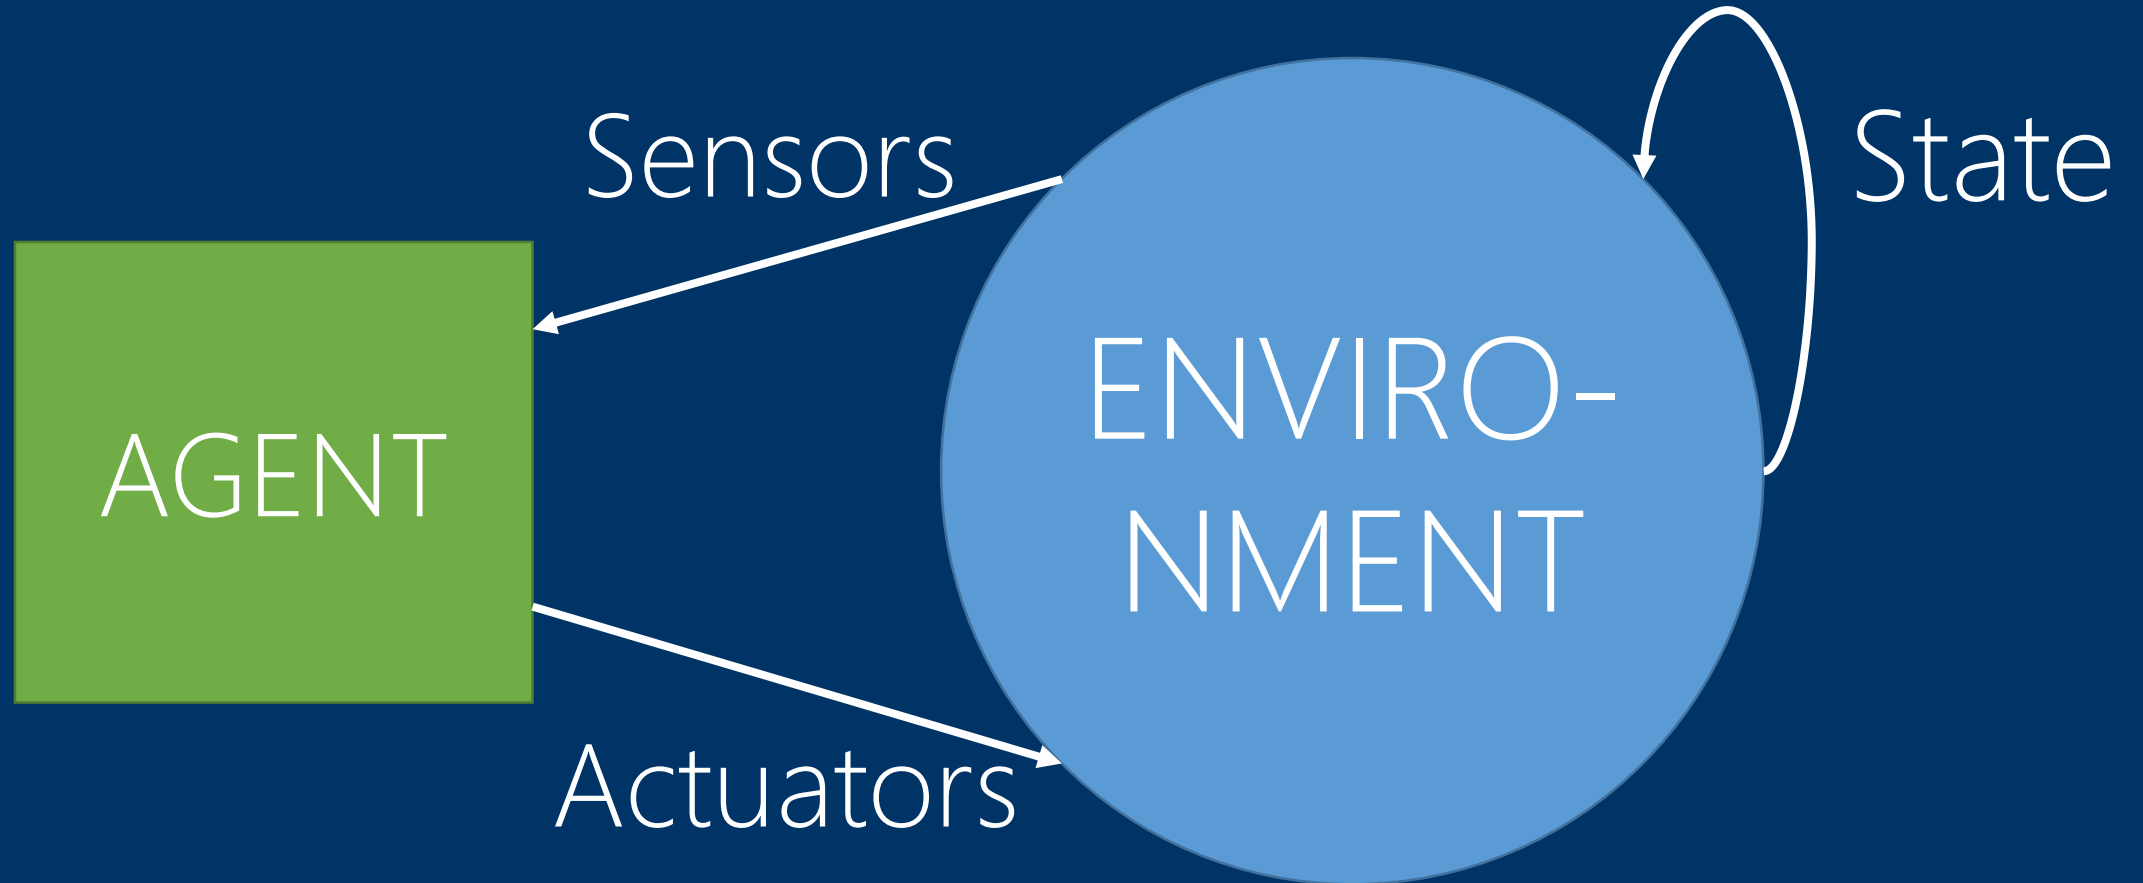 Sensors
State
AGENT
ENVIRO-
NMENT
Actuators